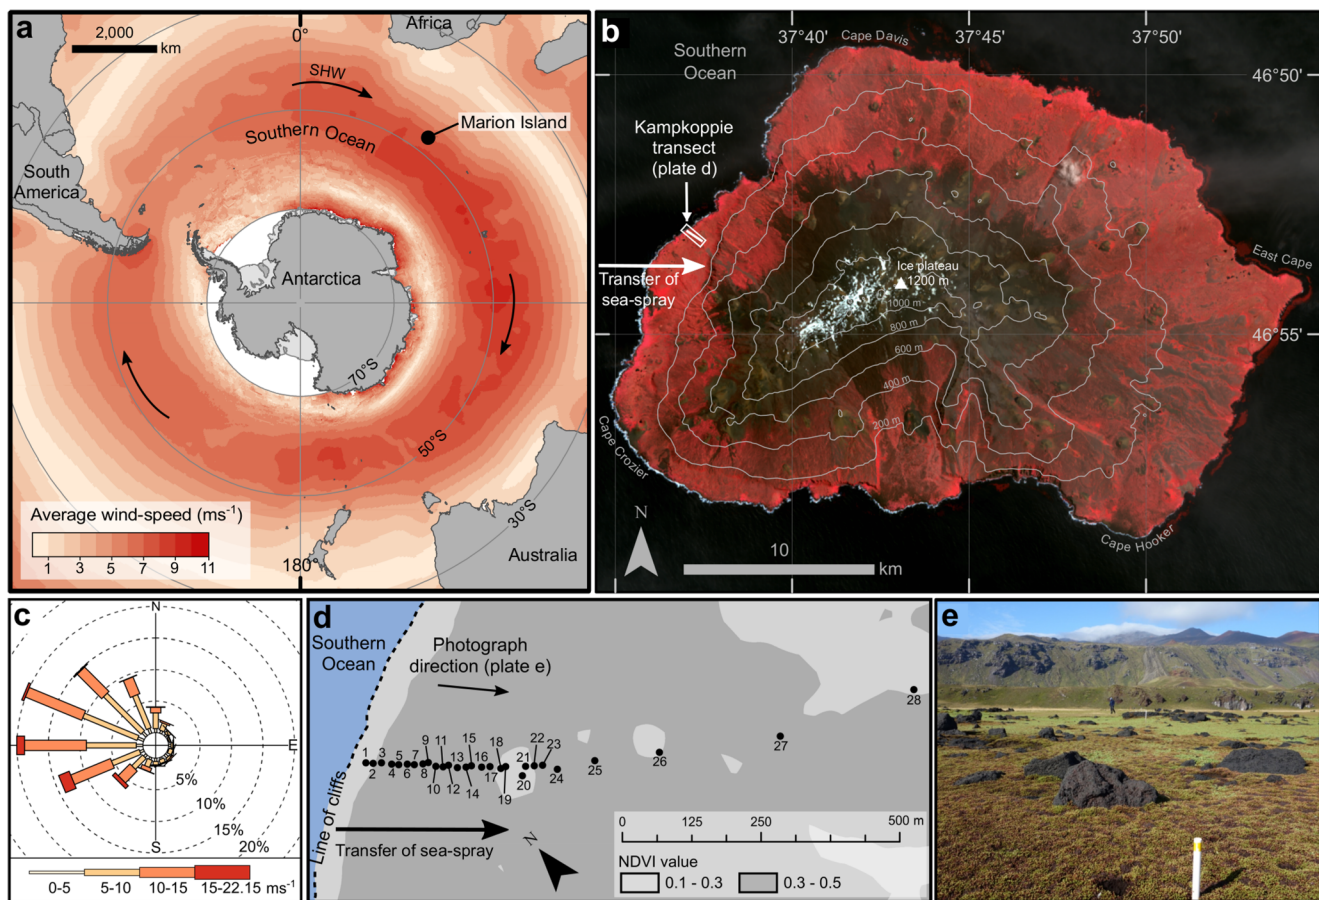 a
2,000
km
0°
Africa
SHW
Southern Ocean
Marion Island
South
America
Antarctica
70°S
50°S
30°S
180°
Australia
Average wind-speed (ms-1)
1 3 5 7 9 11
b
Southern
Ocean
37°40'
37°45'
37°50'
Cape Davis
46°50'
Kampkoppie
transect
(plate d)
Transfer of
sea-spray
Ice plateau
1200 m
1000 m
800 m
600 m
400 m
200 m
East Cape
46°55'
Cape Crozier
Cape Hooker
N
10
km
c
N
E
S
5%
10%
15%
20%
0-5 5-10 10-15 15-22.15 ms-1
d
Southern
Ocean
Photograph
direction (plate e)
Line of cliffs
1 2 3 4 5 6 7 8 9 10 11 12 13 14 15 16 17 18 19 20 21 22 23 24 25 26 27 28
Transfer of sea-spray
N
0 125 250 500 m
NDVI value
0.1 - 0.3 0.3 - 0.5
e